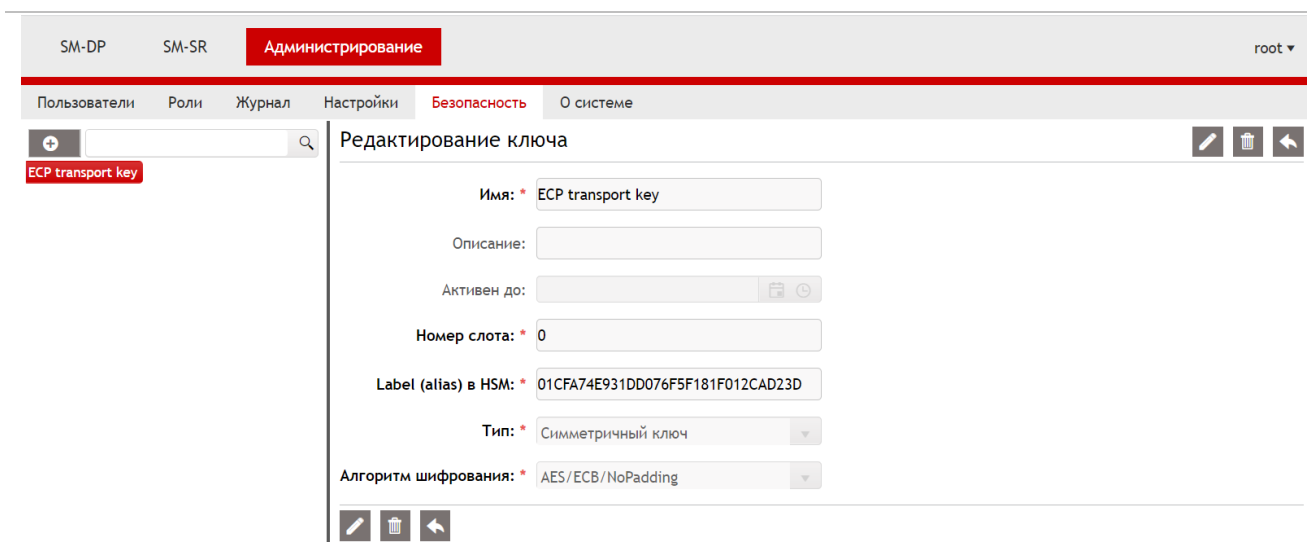 SM-DP SM-SR Администрирование root
Пользователи Роли Журнал Настройки Безопасность О системе
Редактирование ключа
ECP transport key
Имя: * ECP transport key
Описание:
Активен до:
Номер слота: * 0
Label (alias) в HSM: * 01CFA74E931DD076F5F181F012CAD23D
Тип: * Симметричный ключ
Алгоритм шифрования: * AES/ECB/NoPadding